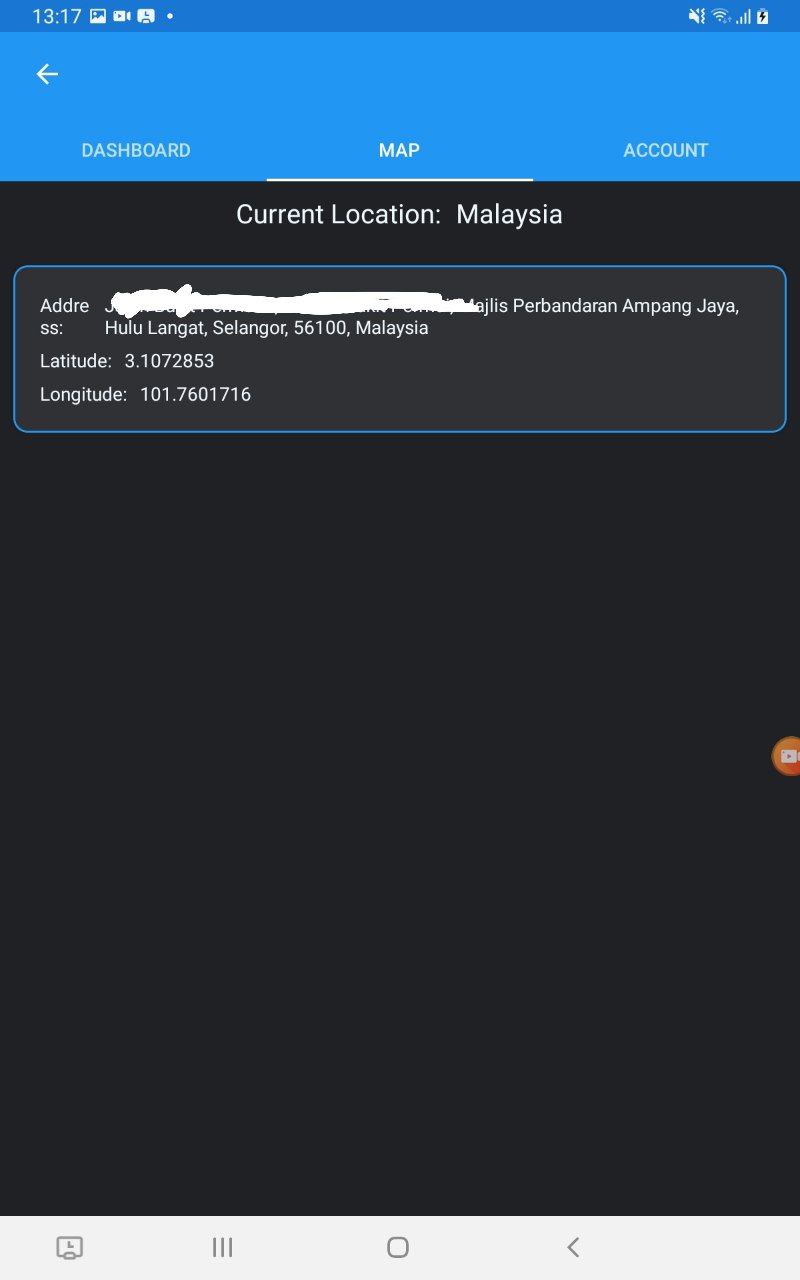 13:17
DASHBOARD MAP ACCOUNT
Current Location: Malaysia
Addre
ss:
Majlis Perbandaran Ampang Jaya,
Hulu Langat, Selangor, 56100, Malaysia
Latitude: 3.1072853
Longitude: 101.7601716